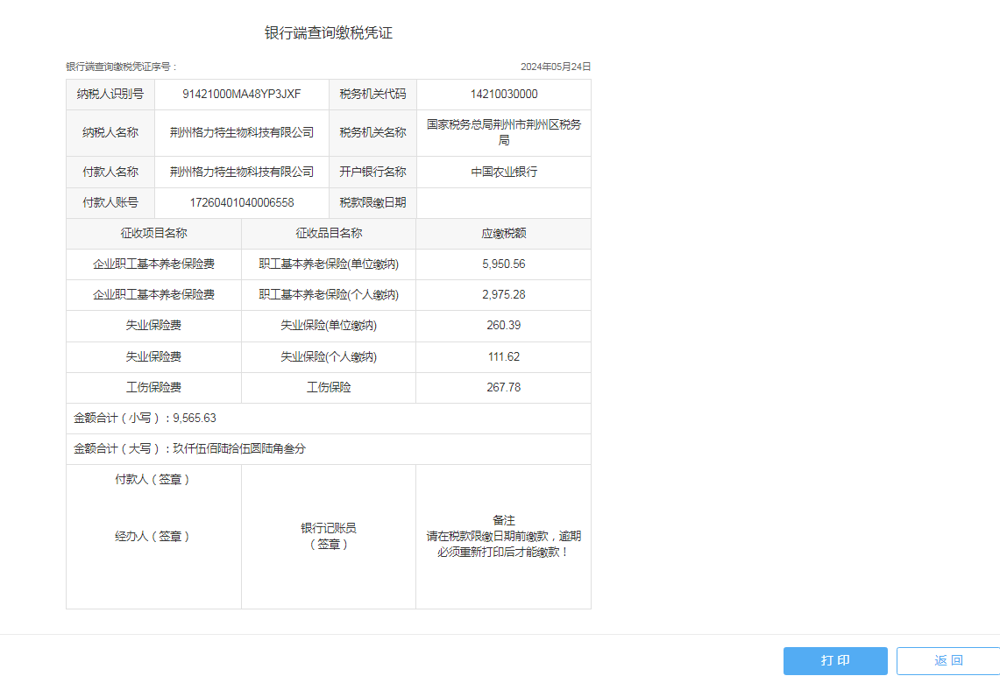 银行端查询缴税凭证
银行端查询缴税凭证序号： 2024年05月24日
纳税人识别号 91421000MA48YP3JXF 税务机关代码 14210030000
纳税人名称 荆州格力特生物科技有限公司 税务机关名称 国家税务总局荆州市荆州区税务
局
付款人名称 荆州格力特生物科技有限公司 开户银行名称 中国农业银行
付款人账号 17260401040006558 税款限缴日期
征收项目名称 征收品目名称 应缴税额
企业职工基本养老保险费 职工基本养老保险(单位缴纳) 5,950.56
企业职工基本养老保险费 职工基本养老保险(个人缴纳) 2,975.28
失业保险费 失业保险(单位缴纳) 260.39
失业保险费 失业保险(个人缴纳) 111.62
工伤保险费 工伤保险 267.78
金额合计（小写）：9,565.63
金额合计（大写）：玖仟伍佰陆拾伍圆陆角叁分
付款人（签章）
经办人（签章）
银行记账员
（签章）
备注
请在税款限缴日期前缴款，逾期
必须重新打印后才能缴款！
打印 返回